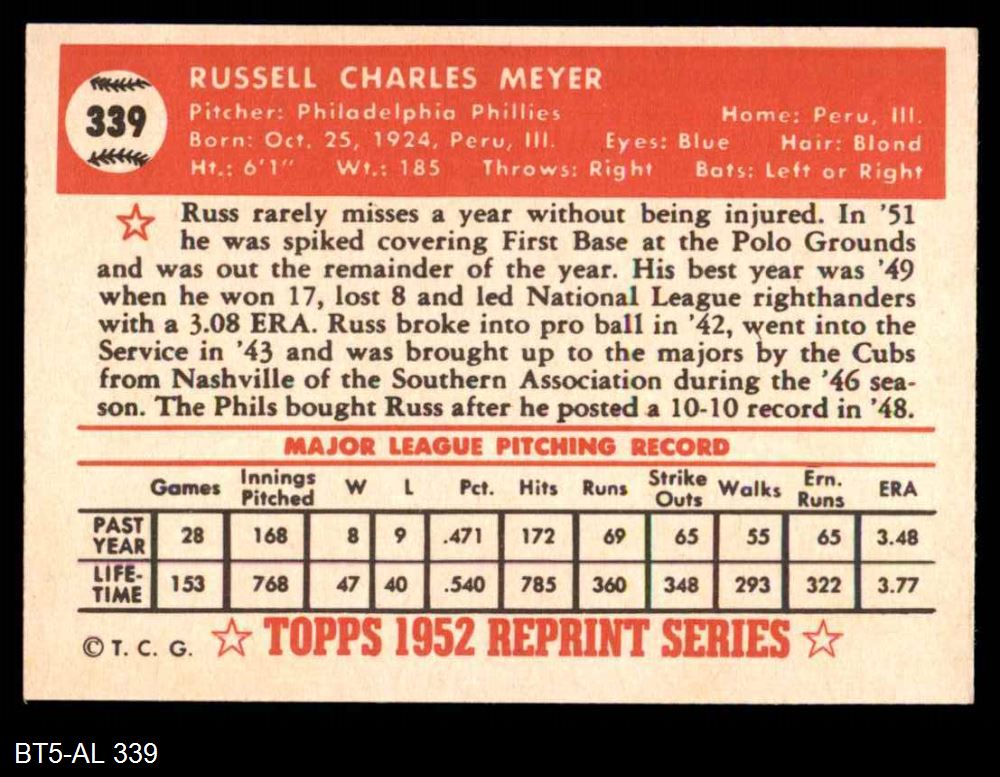 339
RUSSELL CHARLES MEYER
Pitcher: Philadelphia Phillies Home: Peru, Ill.
Born: Oct. 25, 1924, Peru, Ill. Eyes: Blue Hair: Blond
Ht.: 6'1" Wt.: 185 Throws: Right Bats: Left or Right
Russ rarely misses a year without being injured. In '51
he was spiked covering First Base at the Polo Grounds
and was out the remainder of the year. His best year was '49
when he won 17, lost 8 and led National League righthanders
with a 3.08 ERA. Russ broke into pro ball in '42, went into the
Service in '43 and was brought up to the majors by the Cubs
from Nashville of the Southern Association during the '46 sea-
son. The Phils bought Russ after he posted a 10-10 record in '48.
MAJOR LEAGUE PITCHING RECORD
Games Innings Pitched W L Pct. Hits Runs Strike Outs Walks Ern. Runs ERA
PAST YEAR 28 168 8 9 .471 172 69 65 55 65 3.48
LIFE-TIME 153 768 47 40 .540 785 360 348 293 322 3.77
© T. C. G. ☆ TOPPS 1952 REPRINT SERIES ☆
BT5-AL 339